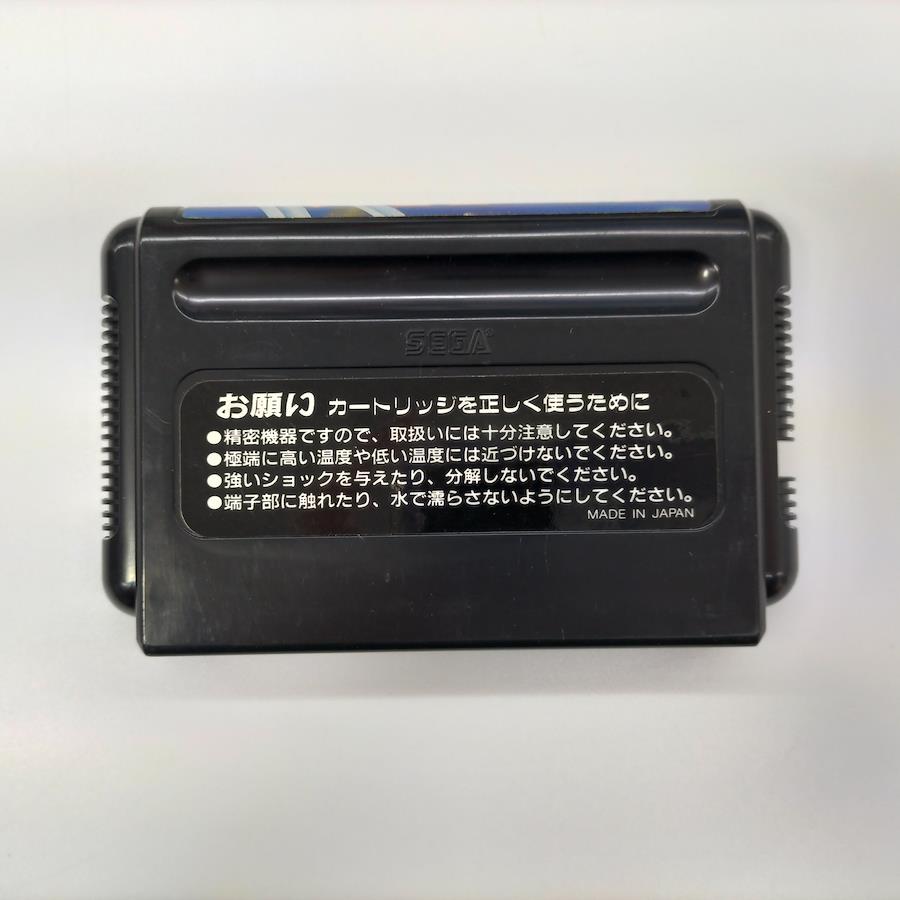 SEGA®
お願い カートリッジを正しく使うために
●精密機器ですので、取扱いには十分注意してください。
●極端に高い温度や低い温度には近づけないでください。
●強いショックを与えたり、分解しないでください。
●端子部に触れたり、水で濡らさないようにしてください。
MADE IN JAPAN